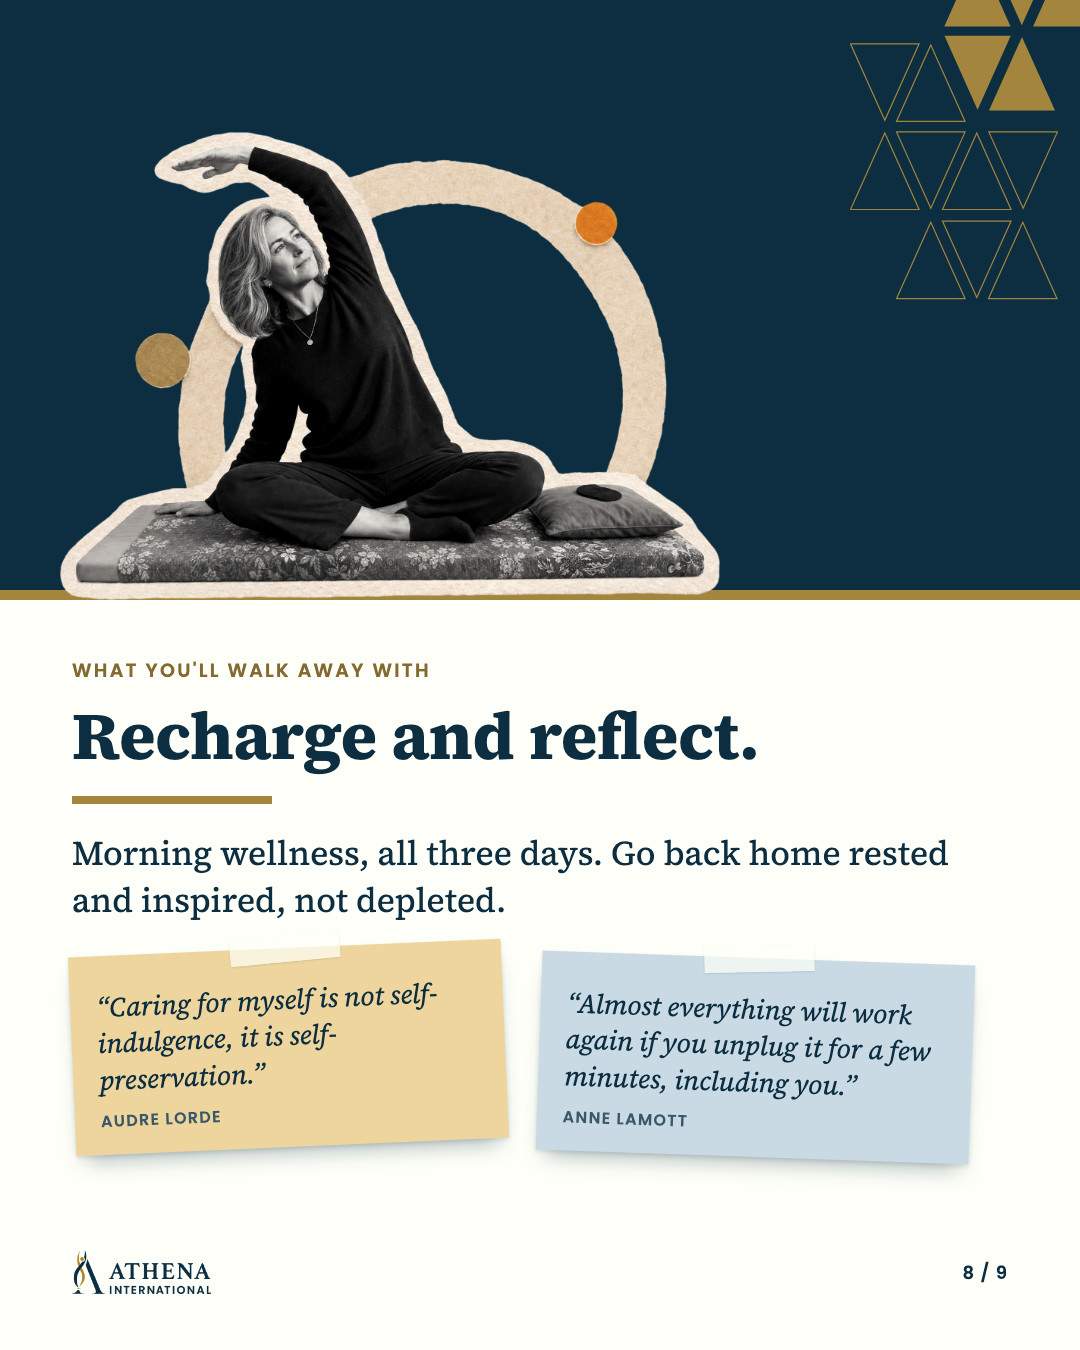 WHAT YOU'LL WALK AWAY WITH
Recharge and reflect.
Morning wellness, all three days. Go back home rested
and inspired, not depleted.
“Caring for myself is not self-
indulgence, it is self-
preservation.”
AUDRE LORDE
“Almost everything will work
again if you unplug it for a few
minutes, including you.”
ANNE LAMOTT
ATHENA
INTERNATIONAL
8 / 9